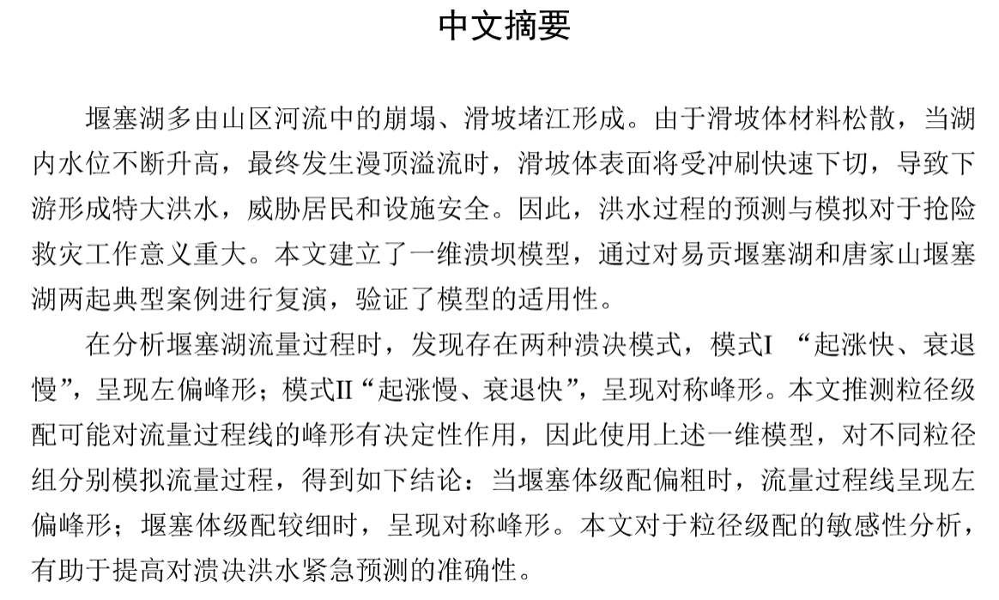 中文摘要
堰塞湖多由山区河流中的崩塌、滑坡堵江形成。由于滑坡体材料松散，当湖
内水位不断升高，最终发生漫顶溢流时，滑坡体表面将受冲刷快速下切，导致下
游形成特大洪水，威胁居民和设施安全。因此，洪水过程的预测与模拟对于抢险
救灾工作意义重大。本文建立了一维溃坝模型，通过对易贡堰塞湖和唐家山堰塞
湖两起典型案例进行复演，验证了模型的适用性。
在分析堰塞湖流量过程时，发现存在两种溃决模式，模式I “起涨快、衰退
慢”，呈现左偏峰形；模式II“起涨慢、衰退快”，呈现对称峰形。本文推测粒径级
配可能对流量过程线的峰形有决定性作用，因此使用上述一维模型，对不同粒径
组分别模拟流量过程，得到如下结论：当堰塞体级配偏粗时，流量过程线呈现左
偏峰形；堰塞体级配较细时，呈现对称峰形。本文对于粒径级配的敏感性分析，
有助于提高对溃决洪水紧急预测的准确性。